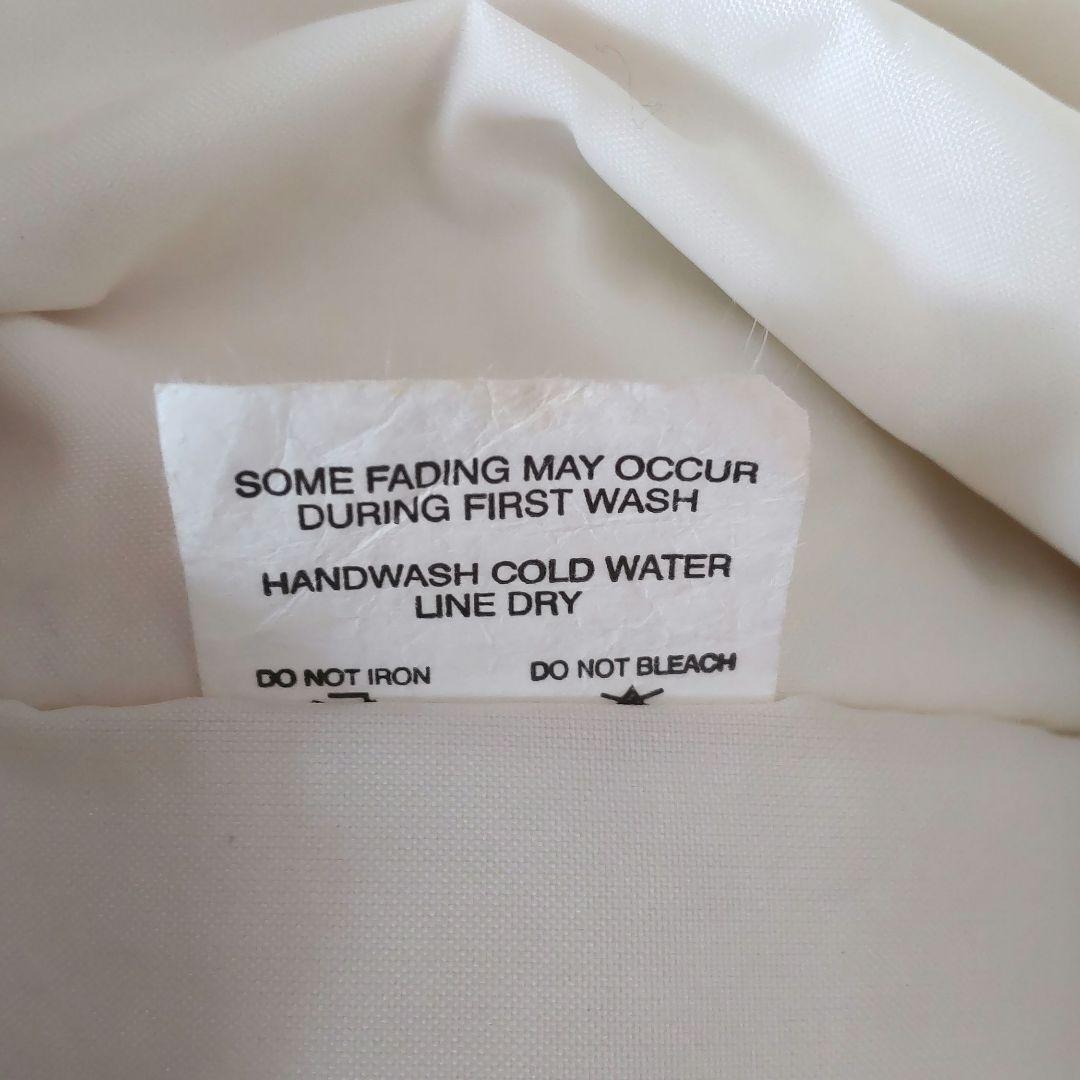 SOME FADING MAY OCCUR
DURING FIRST WASH
HANDWASH COLD WATER
LINE DRY
DO NOT IRON DO NOT BLEACH